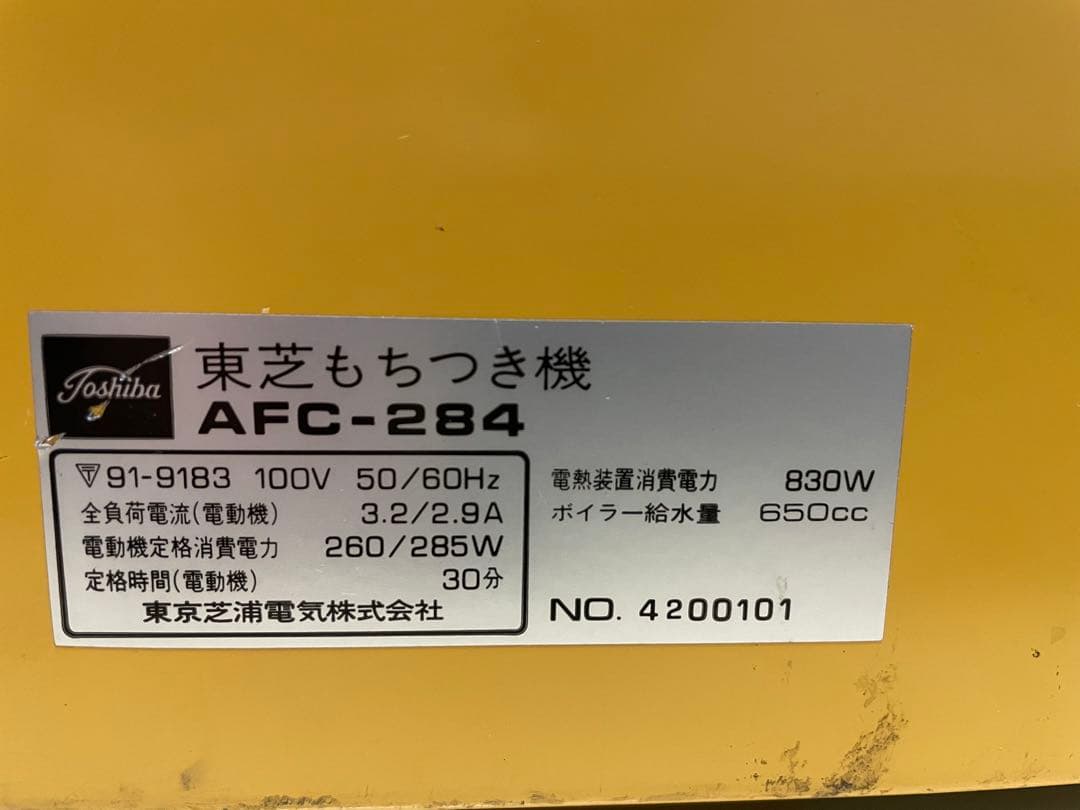 Toshiba
東芝もちつき機
AFC-284
91-9183 100V 50/60Hz
全負荷電流(電動機) 3.2/2.9A
電動機定格消費電力 260/285W
定格時間(電動機) 30分
東京芝浦電気株式会社
電熱装置消費電力 830W
ボイラー給水量 650cc
NO. 4200101